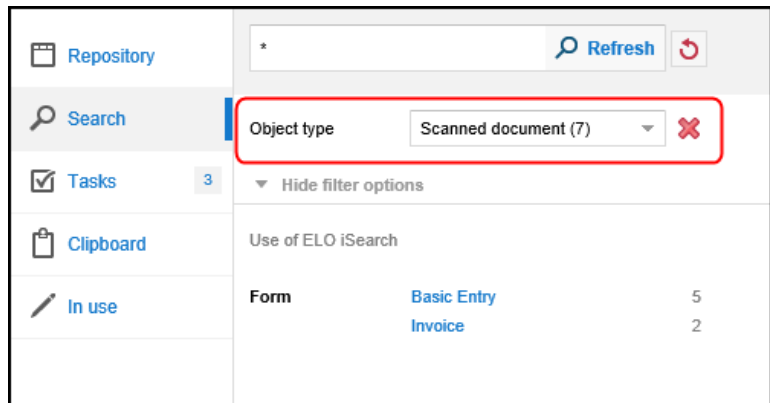 Repository
Search
Tasks 3
Clipboard
In use
* Refresh
Object type Scanned document (7)
Hide filter options
Use of ELO iSearch
Form Basic Entry 5
Invoice 2